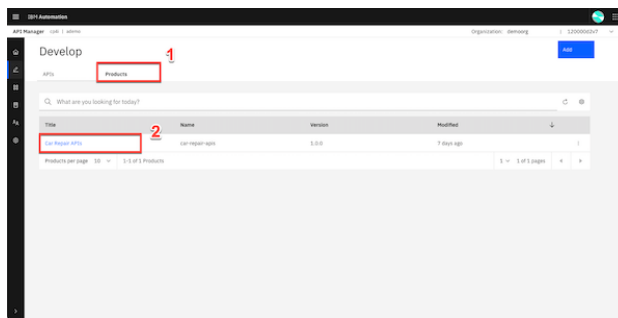 IBM Automation
API Manager
Organization: demoorg
Develop
1
Add
APIs
Products
What are you looking for today?
Title Name Version Modified
2
Car Repair APIs car-repair-apis 1.0.0 7 days ago
Products per page 10 1-1 of 1 Products 1 1 of 1 pages